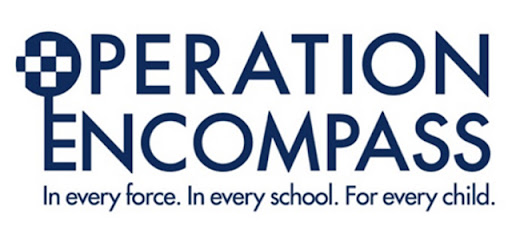 OPERATION
ENCOMPASS
In every force. In every school. For every child.